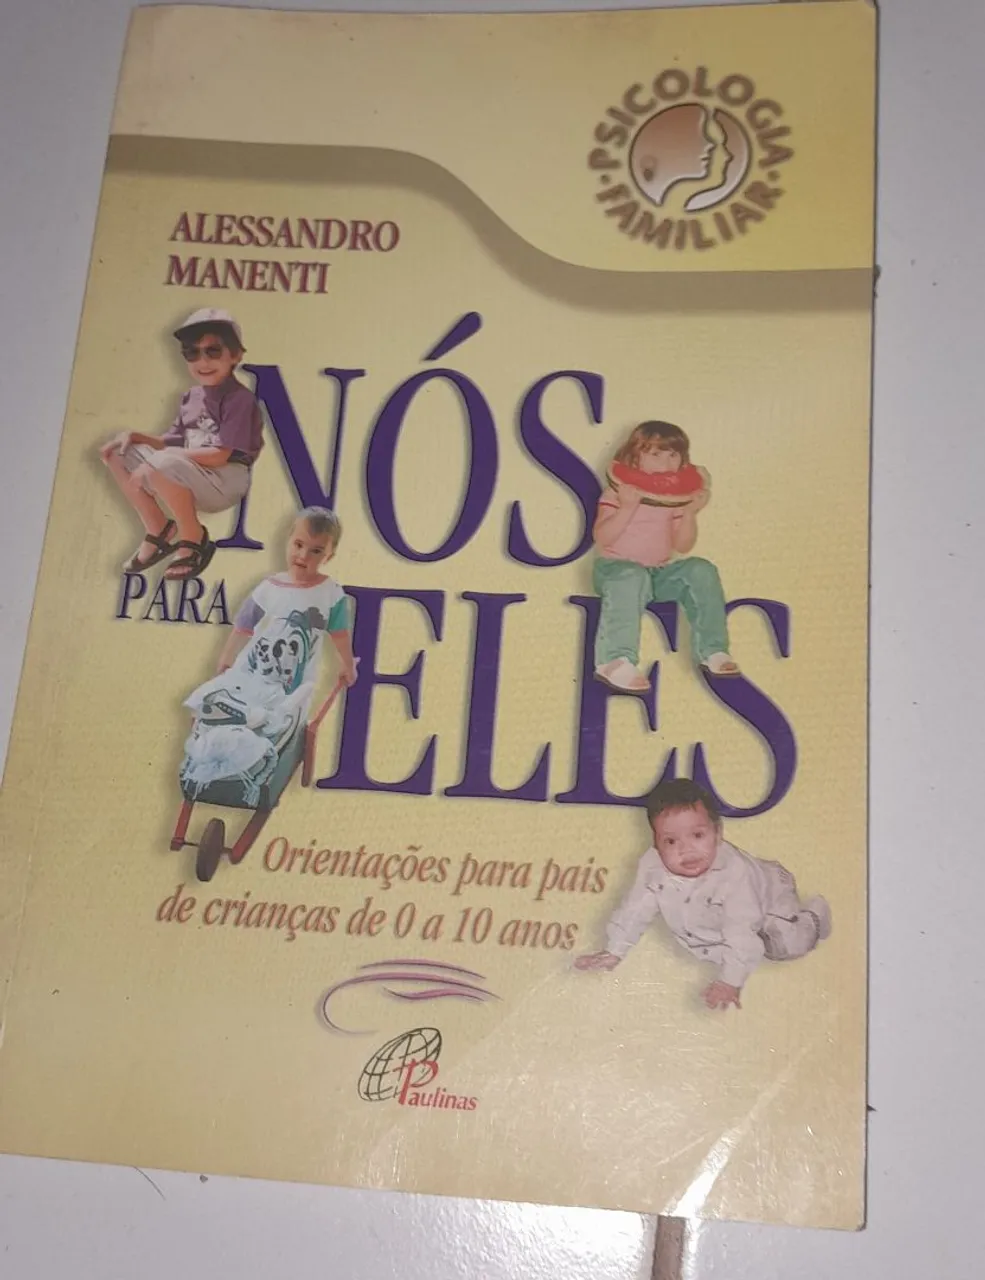 PSICOLOGIA
FAMILIAR
ALESSANDRO
MANENTI
NÓS
PARA
ELES
Orientações para pais
de crianças de 0 a 10 anos
Paulinas